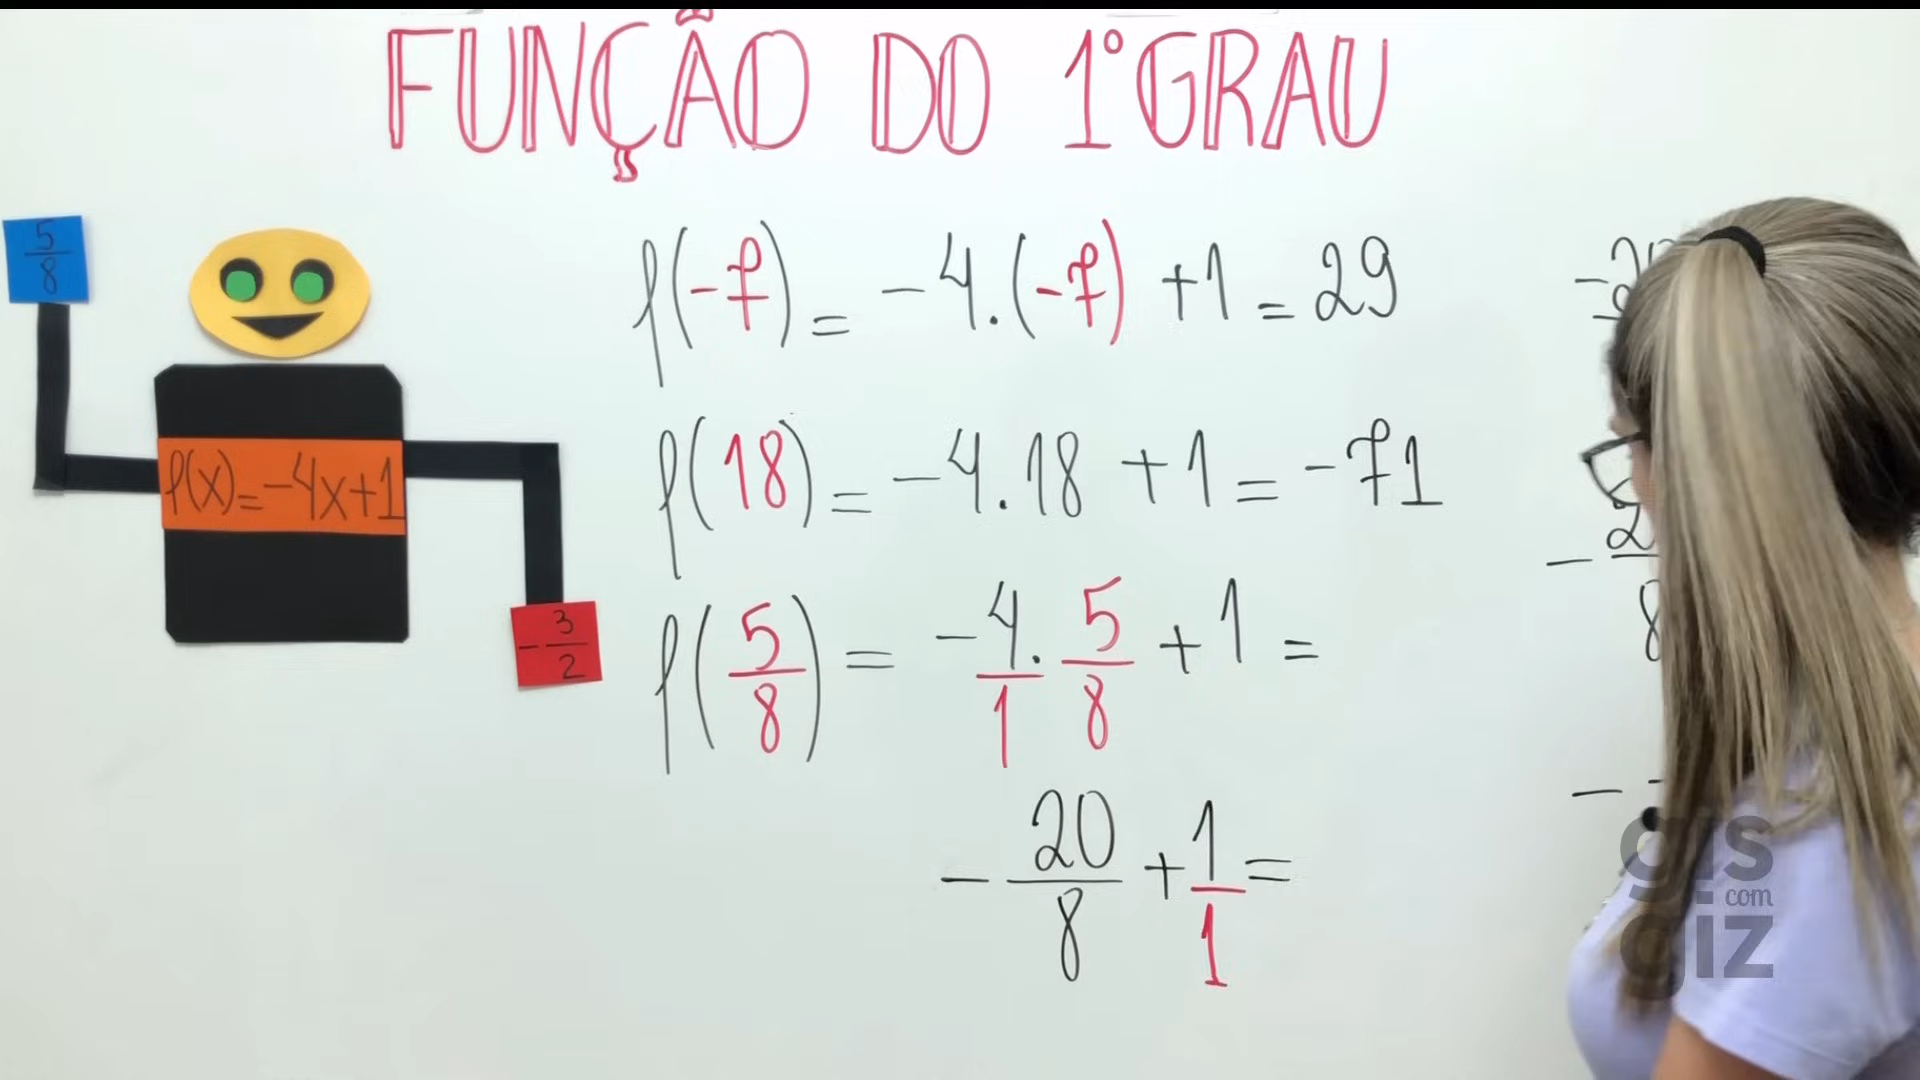 FUNÇÃO DO 1º GRAU
5/8
f(x) = -4x+1
-3/2
f(-7) = -4.(-7) +1 = 29
f(18) = -4.18 +1 = -71
f(5/8) = -4/1 . 5/8 + 1 =
-20/8 + 1/1 =
gis
com
giz